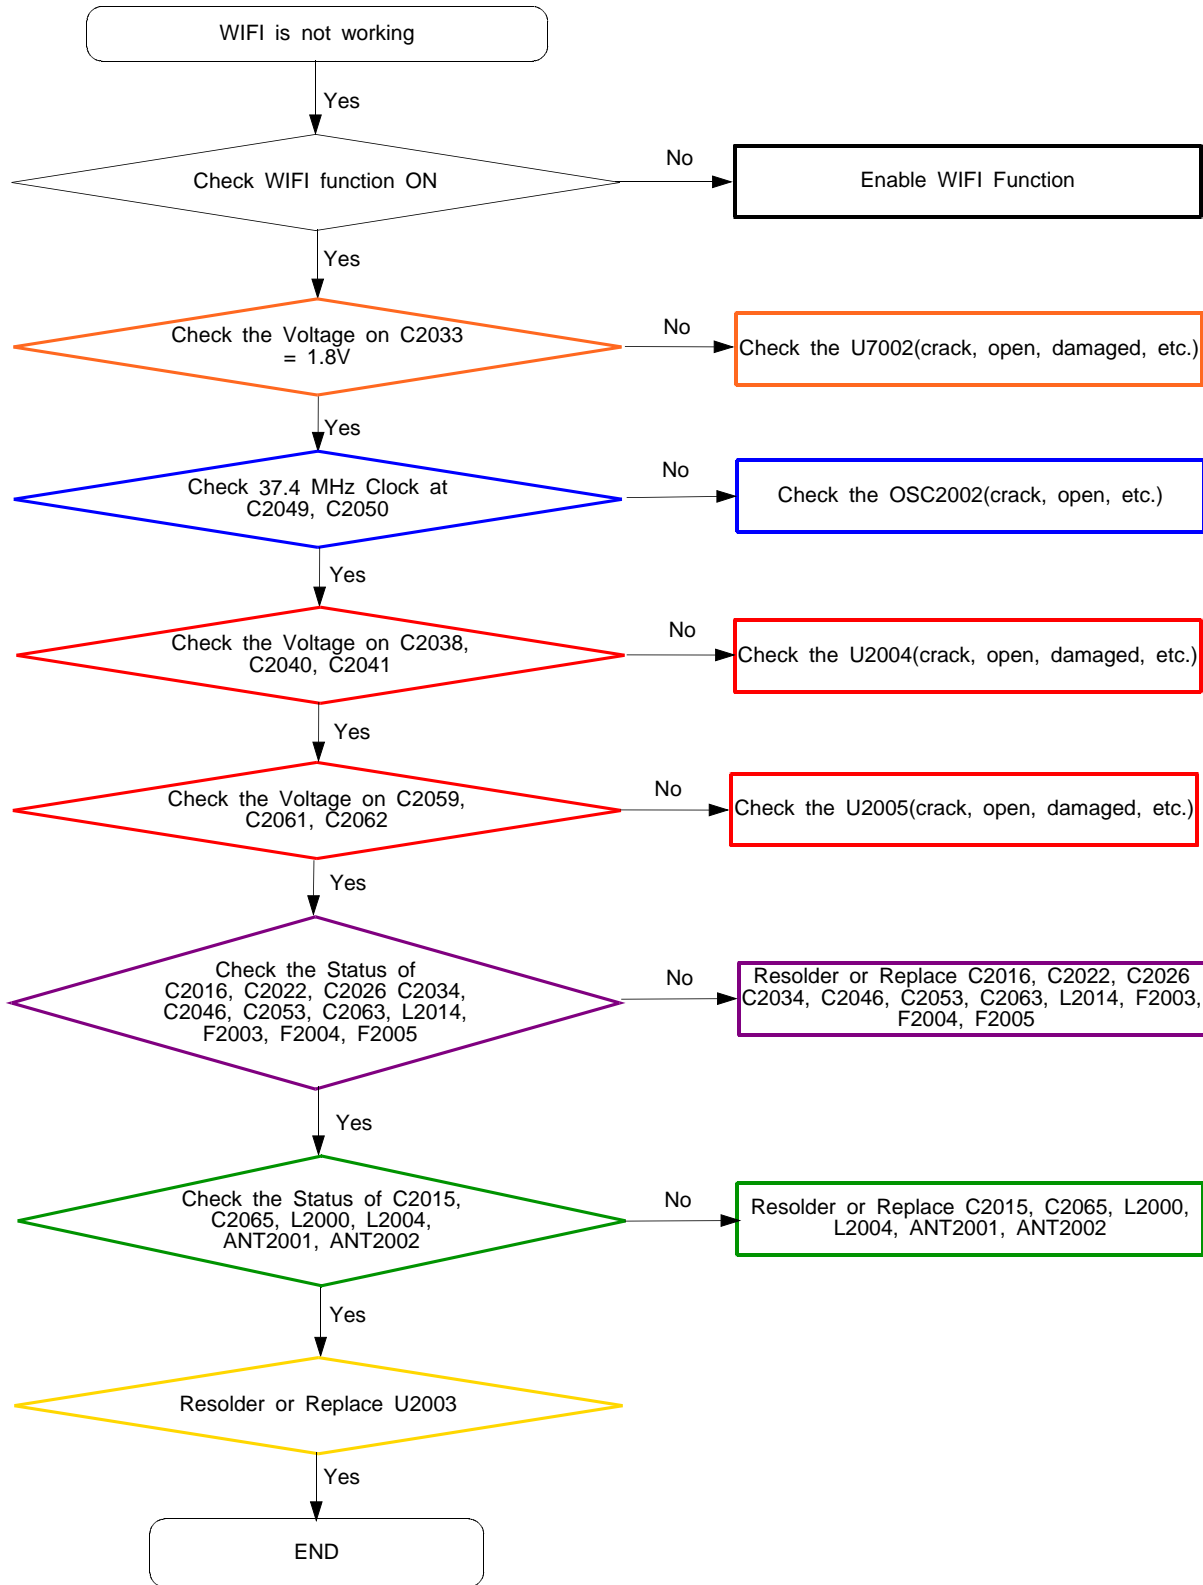 WIFI is not working
Yes
Check WIFI function ON
No
Enable WIFI Function
Yes
Check the Voltage on C2033
= 1.8V
No
Check the U7002(crack, open, damaged, etc.)
Yes
Check 37.4 MHz Clock at
C2049, C2050
No
Check the OSC2002(crack, open, etc.)
Yes
Check the Voltage on C2038,
C2040, C2041
No
Check the U2004(crack, open, damaged, etc.)
Yes
Check the Voltage on C2059,
C2061, C2062
No
Check the U2005(crack, open, damaged, etc.)
Yes
Check the Status of
C2016, C2022, C2026 C2034,
C2046, C2053, C2063, L2014,
F2003, F2004, F2005
No
Resolder or Replace C2016, C2022, C2026
C2034, C2046, C2053, C2063, L2014, F2003,
F2004, F2005
Yes
Check the Status of C2015,
C2065, L2000, L2004,
ANT2001, ANT2002
No
Resolder or Replace C2015, C2065, L2000,
L2004, ANT2001, ANT2002
Yes
Resolder or Replace U2003
Yes
END